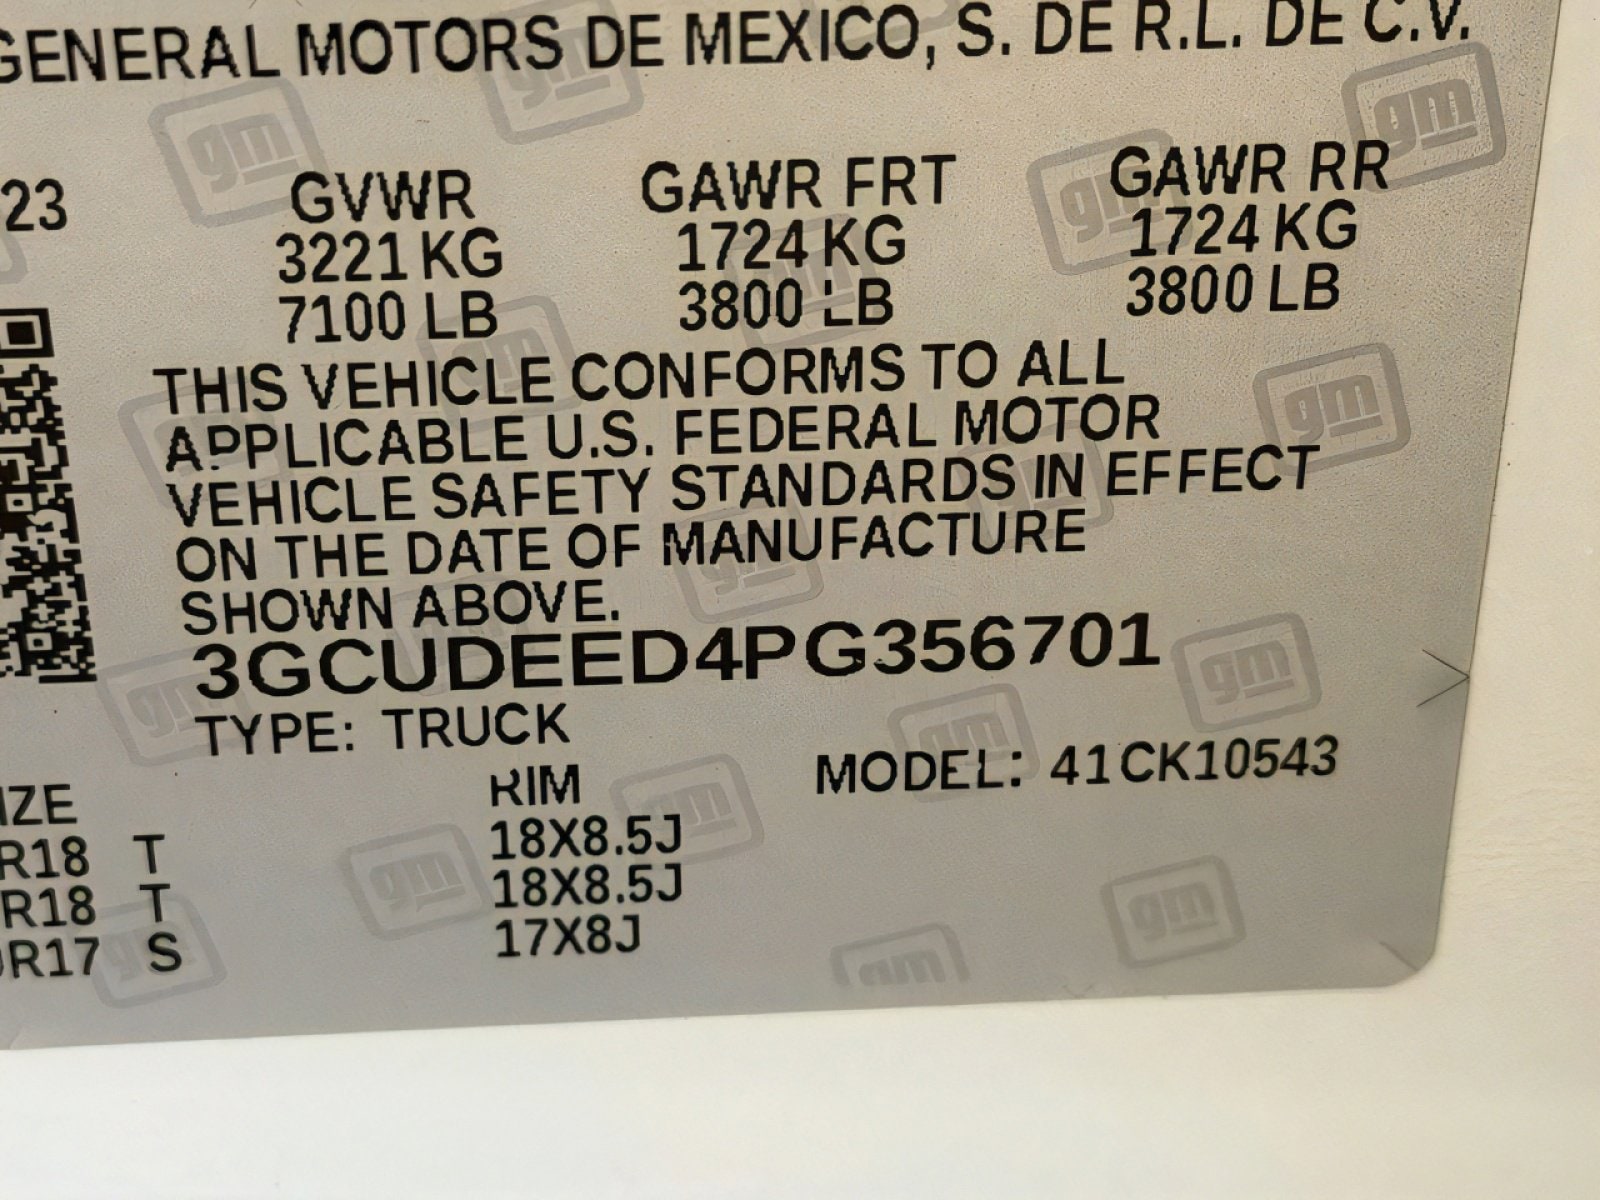 GENERAL MOTORS DE MEXICO, S. DE R.L. DE C.V.
23 GVWR GAWR FRT GAWR RR
3221 KG 1724 KG 1724 KG
7100 LB 3800 LB 3800 LB
THIS VEHICLE CONFORMS TO ALL
APPLICABLE U.S. FEDERAL MOTOR
VEHICLE SAFETY STANDARDS IN EFFECT
ON THE DATE OF MANUFACTURE
SHOWN ABOVE.
3GCUDEED4PG356701
TYPE: TRUCK
MODEL: 41CK10543
IZE RIM
R18 T 18X8.5J
R18 T 18X8.5J
R17 S 17X8J